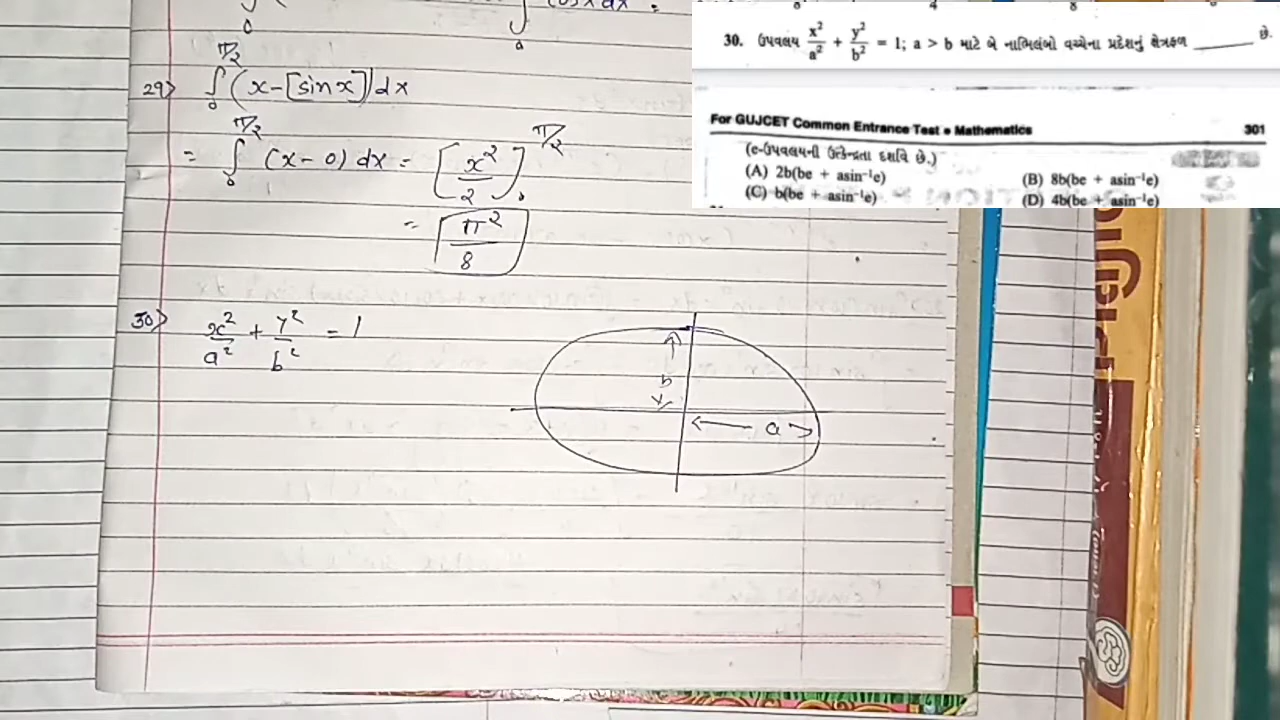 cosx dx =
30. ઉપવલય x²/a² + y²/b² = 1; a > b માટે બે નાભિલંબો વચ્ચેના પ્રદેશનું ક્ષેત્રફળ ______ છે.
For GUJCET Common Entrance Test • Mathematics 301
(e-ઉપવલયની ઉત્કેન્દ્રતા દર્શાવે છે.)
(A) 2b(be + asin⁻¹e) (B) 8b(be + asin⁻¹e)
(C) b(be + asin⁻¹e) (D) 4b(be + asin⁻¹e)
29> ∫₀^π/2 (x - [sin x]) dx
= ∫₀^π/2 (x - 0) dx = [x²/2]₀^π/2
= π²/8
30> x²/a² + y²/b² = 1
b
a